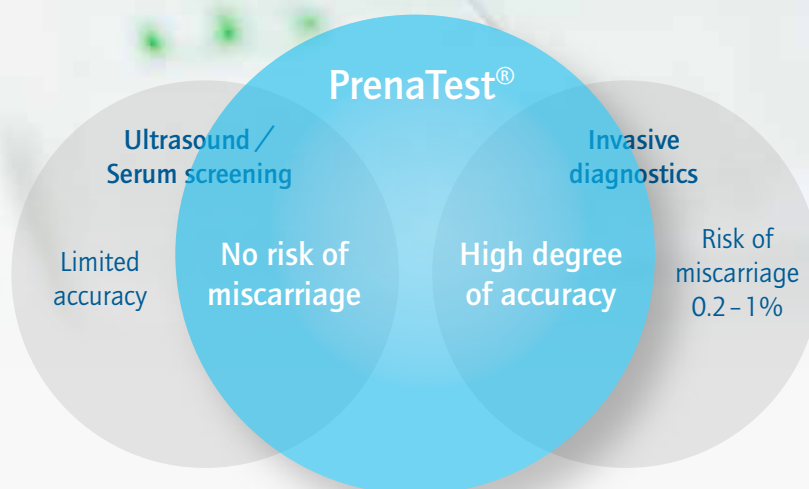 PrenaTest®
Ultrasound /
Serum screening
Invasive
diagnostics
Limited
accuracy
No risk of
miscarriage
High degree
of accuracy
Risk of
miscarriage
0.2 – 1%